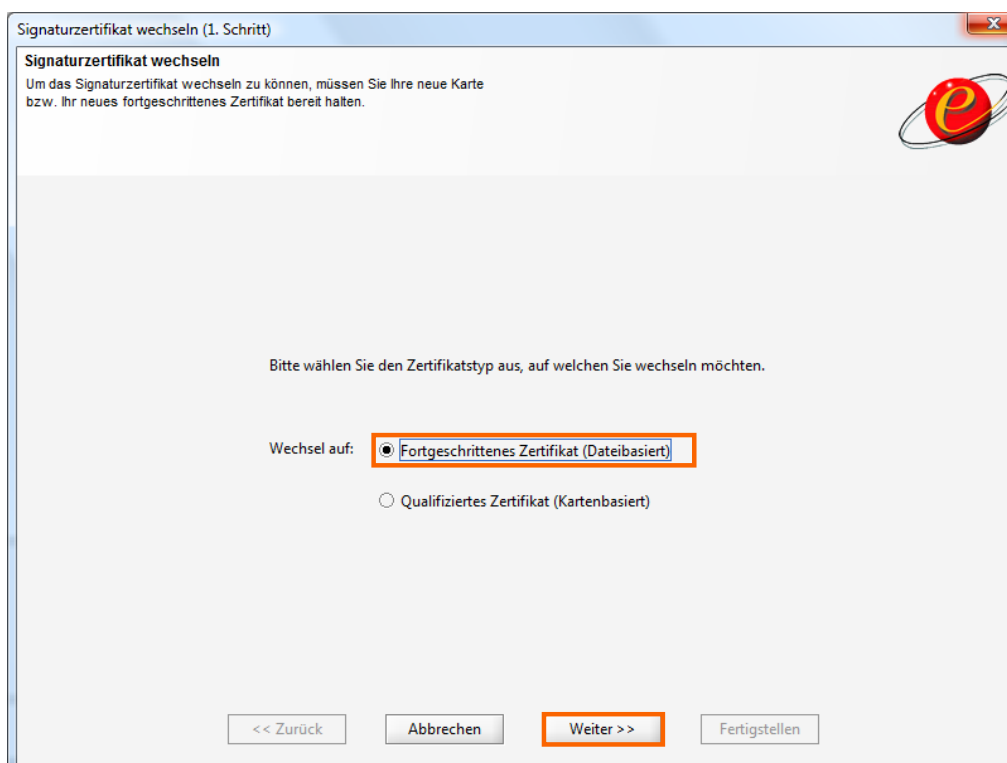 Signaturzertifikat wechseln (1. Schritt)
Signaturzertifikat wechseln
Um das Signaturzertifikat wechseln zu können, müssen Sie Ihre neue Karte
bzw. Ihr neues fortgeschrittenes Zertifikat bereit halten.
e
Bitte wählen Sie den Zertifikatstyp aus, auf welchen Sie wechseln möchten.
Wechsel auf: Fortgeschrittenes Zertifikat (Dateibasiert)
Qualifiziertes Zertifikat (Kartenbasiert)
<< Zurück Abbrechen Weiter >> Fertigstellen